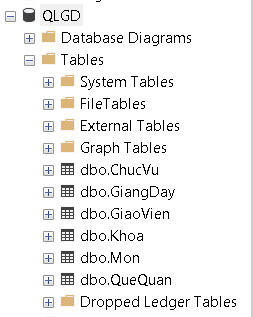 QLGD
Database Diagrams
Tables
System Tables
FileTables
External Tables
Graph Tables
dbo.ChucVu
dbo.GiangDay
dbo.GiaoVien
dbo.Khoa
dbo.Mon
dbo.QueQuan
Dropped Ledger Tables